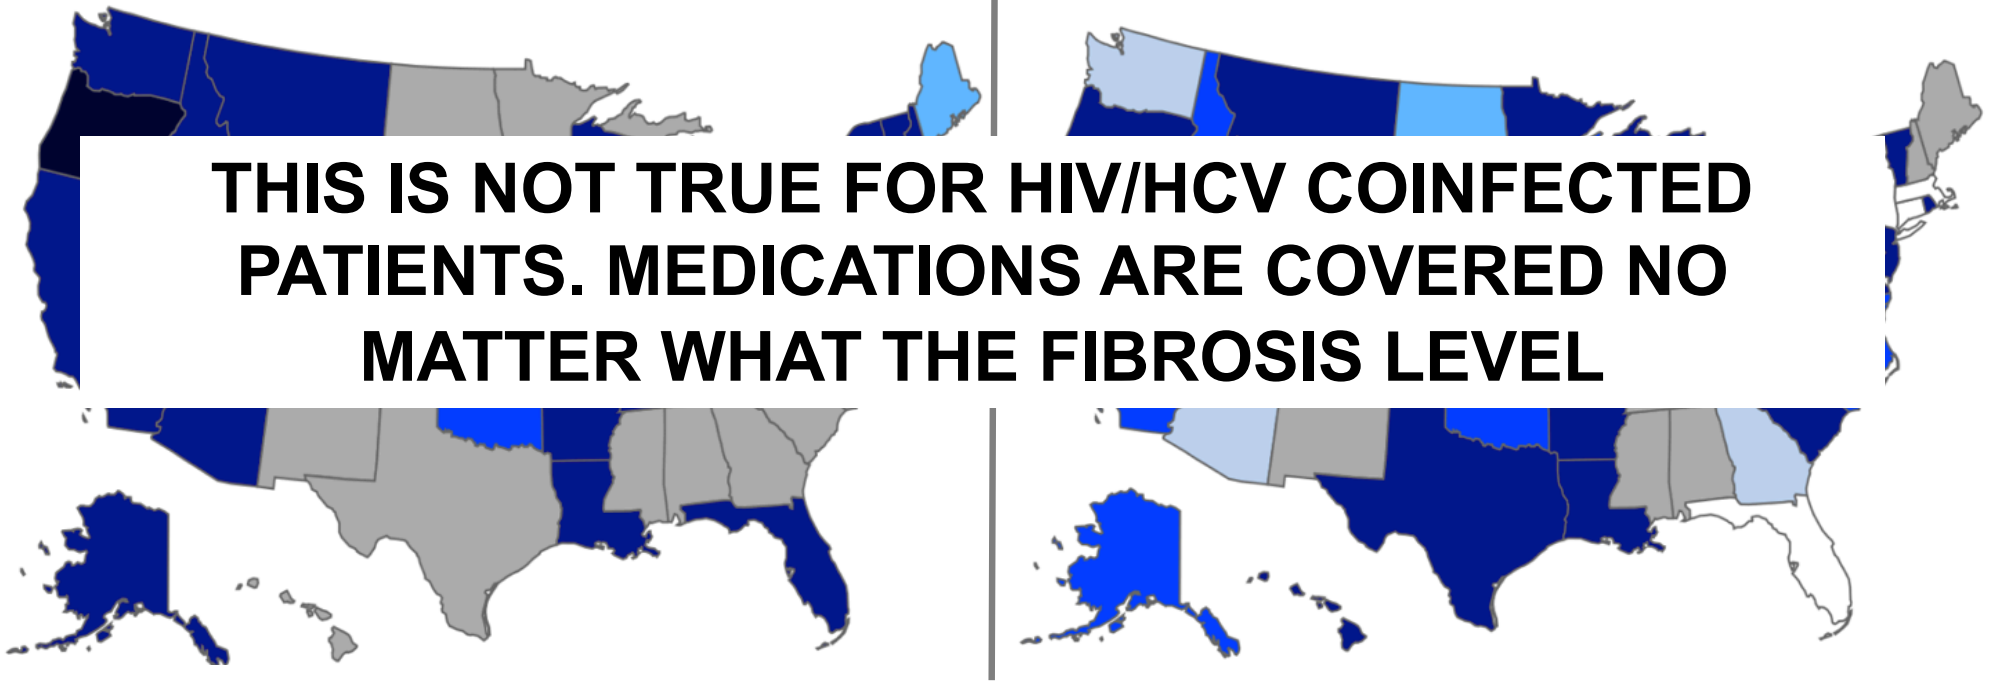 THIS IS NOT TRUE FOR HIV/HCV COINFECTED
PATIENTS. MEDICATIONS ARE COVERED NO
MATTER WHAT THE FIBROSIS LEVEL